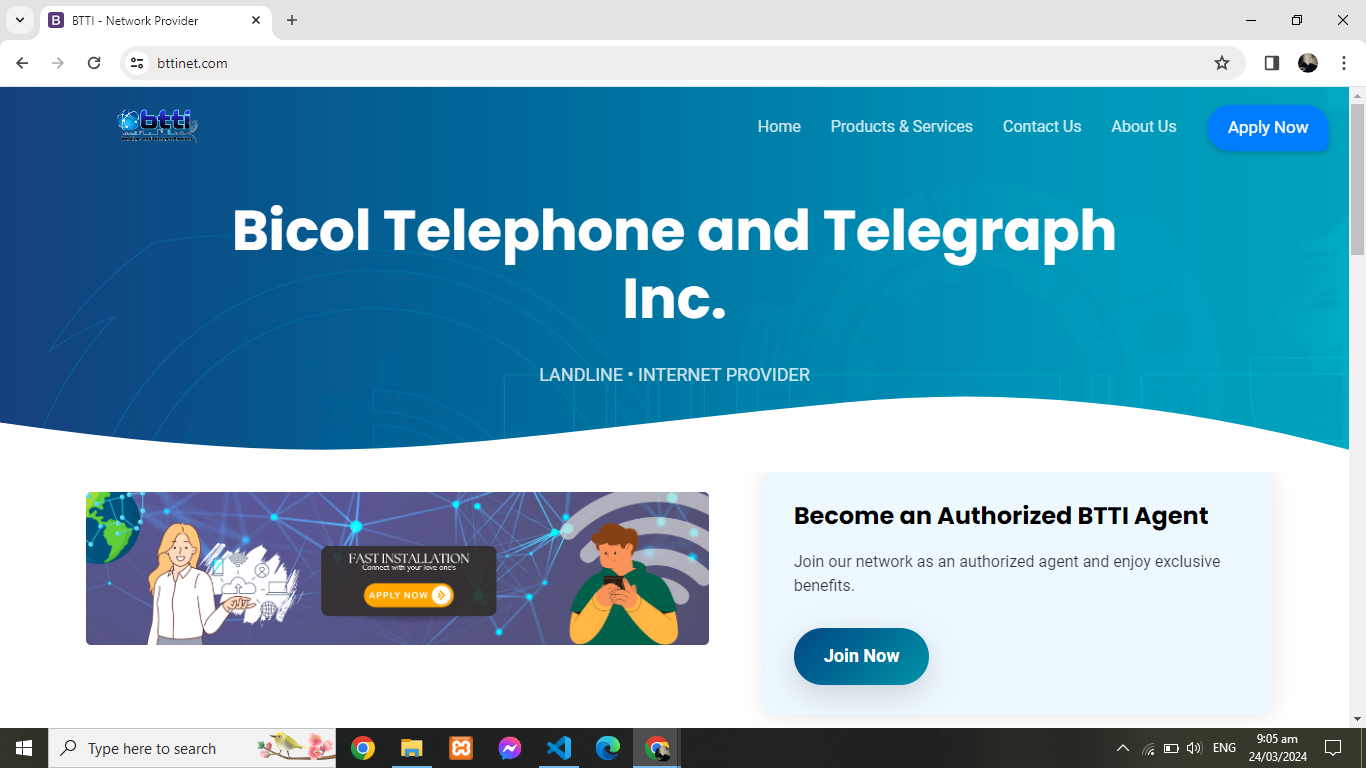 BTTI - Network Provider
bttinet.com
btti
Home
Products & Services
Contact Us
About Us
Apply Now
Bicol Telephone and Telegraph
Inc.
LANDLINE • INTERNET PROVIDER
FAST INSTALLATION
Connect with your love one's
APPLY NOW
Become an Authorized BTTI Agent
Join our network as an authorized agent and enjoy exclusive
benefits.
Join Now
Type here to search
ENG
9:05 am
24/03/2024